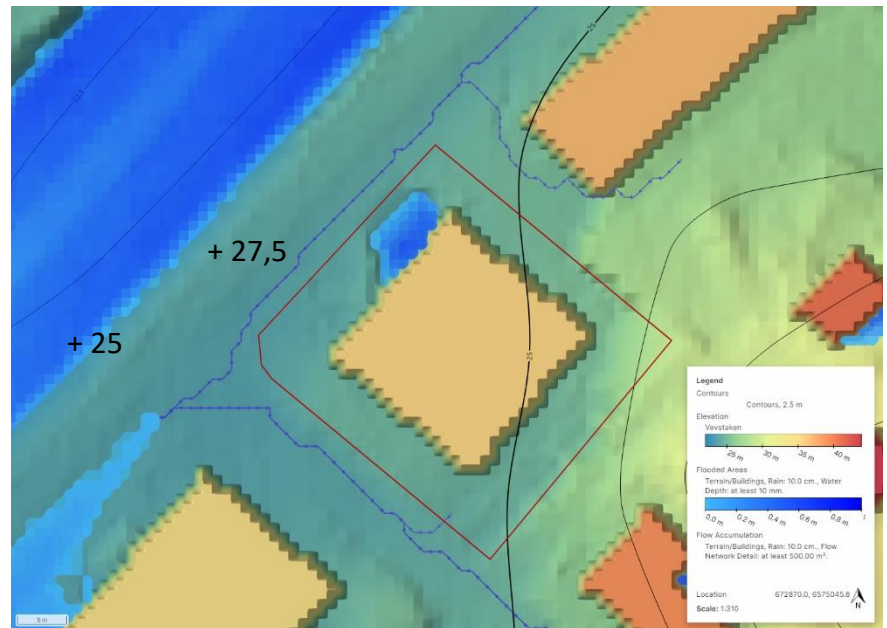 25
22,5
+ 27,5
+ 25
25
Legend
Contours
Contours, 2.5 m
Elevation
Vevstaken
25 m 30 m 35 m 40 m
Flooded Areas
Terrain/Buildings, Rain: 10.0 cm., Water
Depth: at least 10 mm.
0.0 m 0.2 m 0.4 m 0.6 m 0.8 m
Flow Accumulation
Terrain/Buildings, Rain: 10.0 cm., Flow
Network Detail: at least 500.00 m².
Location 672870.0, 6575045.8
Scale: 1:310
N
5 m